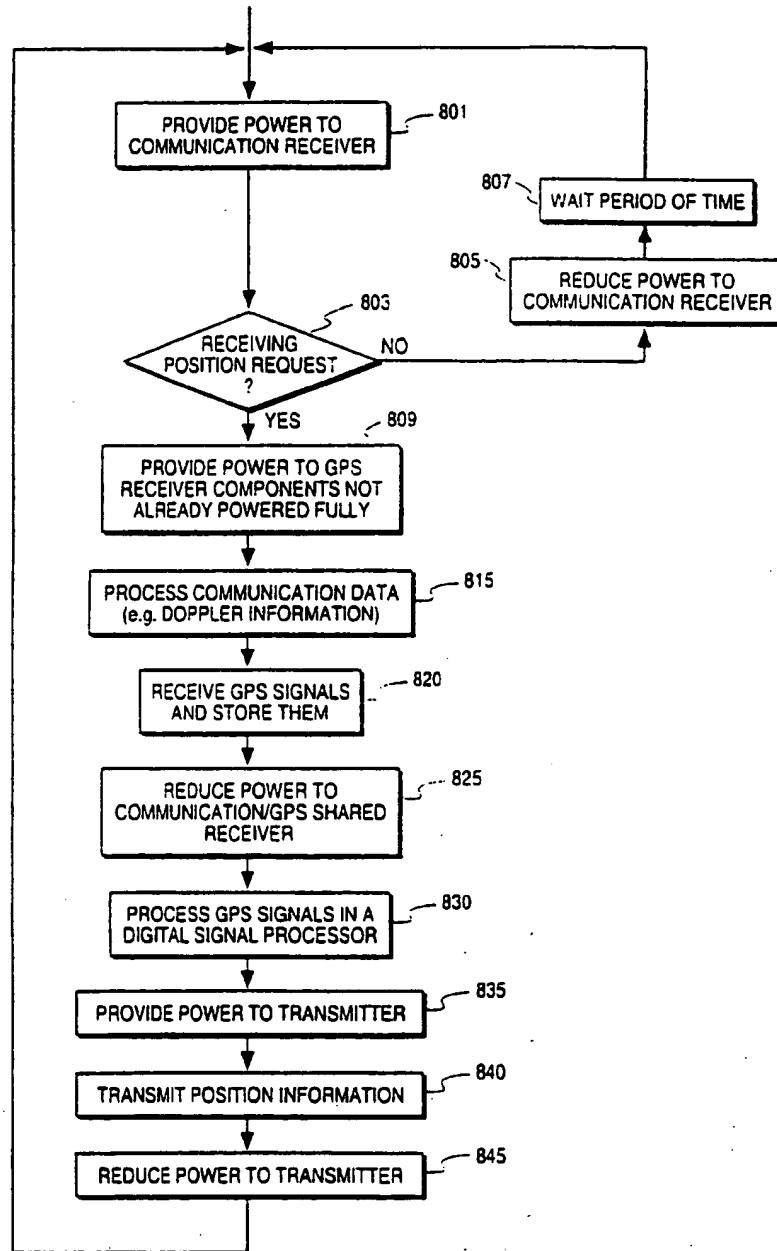 PROVIDE POWER TO
COMMUNICATION RECEIVER
801
807
WAIT PERIOD OF TIME
805
REDUCE POWER TO
COMMUNICATION RECEIVER
803
RECEIVING
POSITION REQUEST
?
NO
YES
809
PROVIDE POWER TO GPS
RECEIVER COMPONENTS NOT
ALREADY POWERED FULLY
PROCESS COMMUNICATION DATA
(e.g. DOPPLER INFORMATION)
815
RECEIVE GPS SIGNALS
AND STORE THEM
820
REDUCE POWER TO
COMMUNICATION/GPS SHARED
RECEIVER
825
PROCESS GPS SIGNALS IN A
DIGITAL SIGNAL PROCESSOR
830
PROVIDE POWER TO TRANSMITTER
835
TRANSMIT POSITION INFORMATION
840
REDUCE POWER TO TRANSMITTER
845